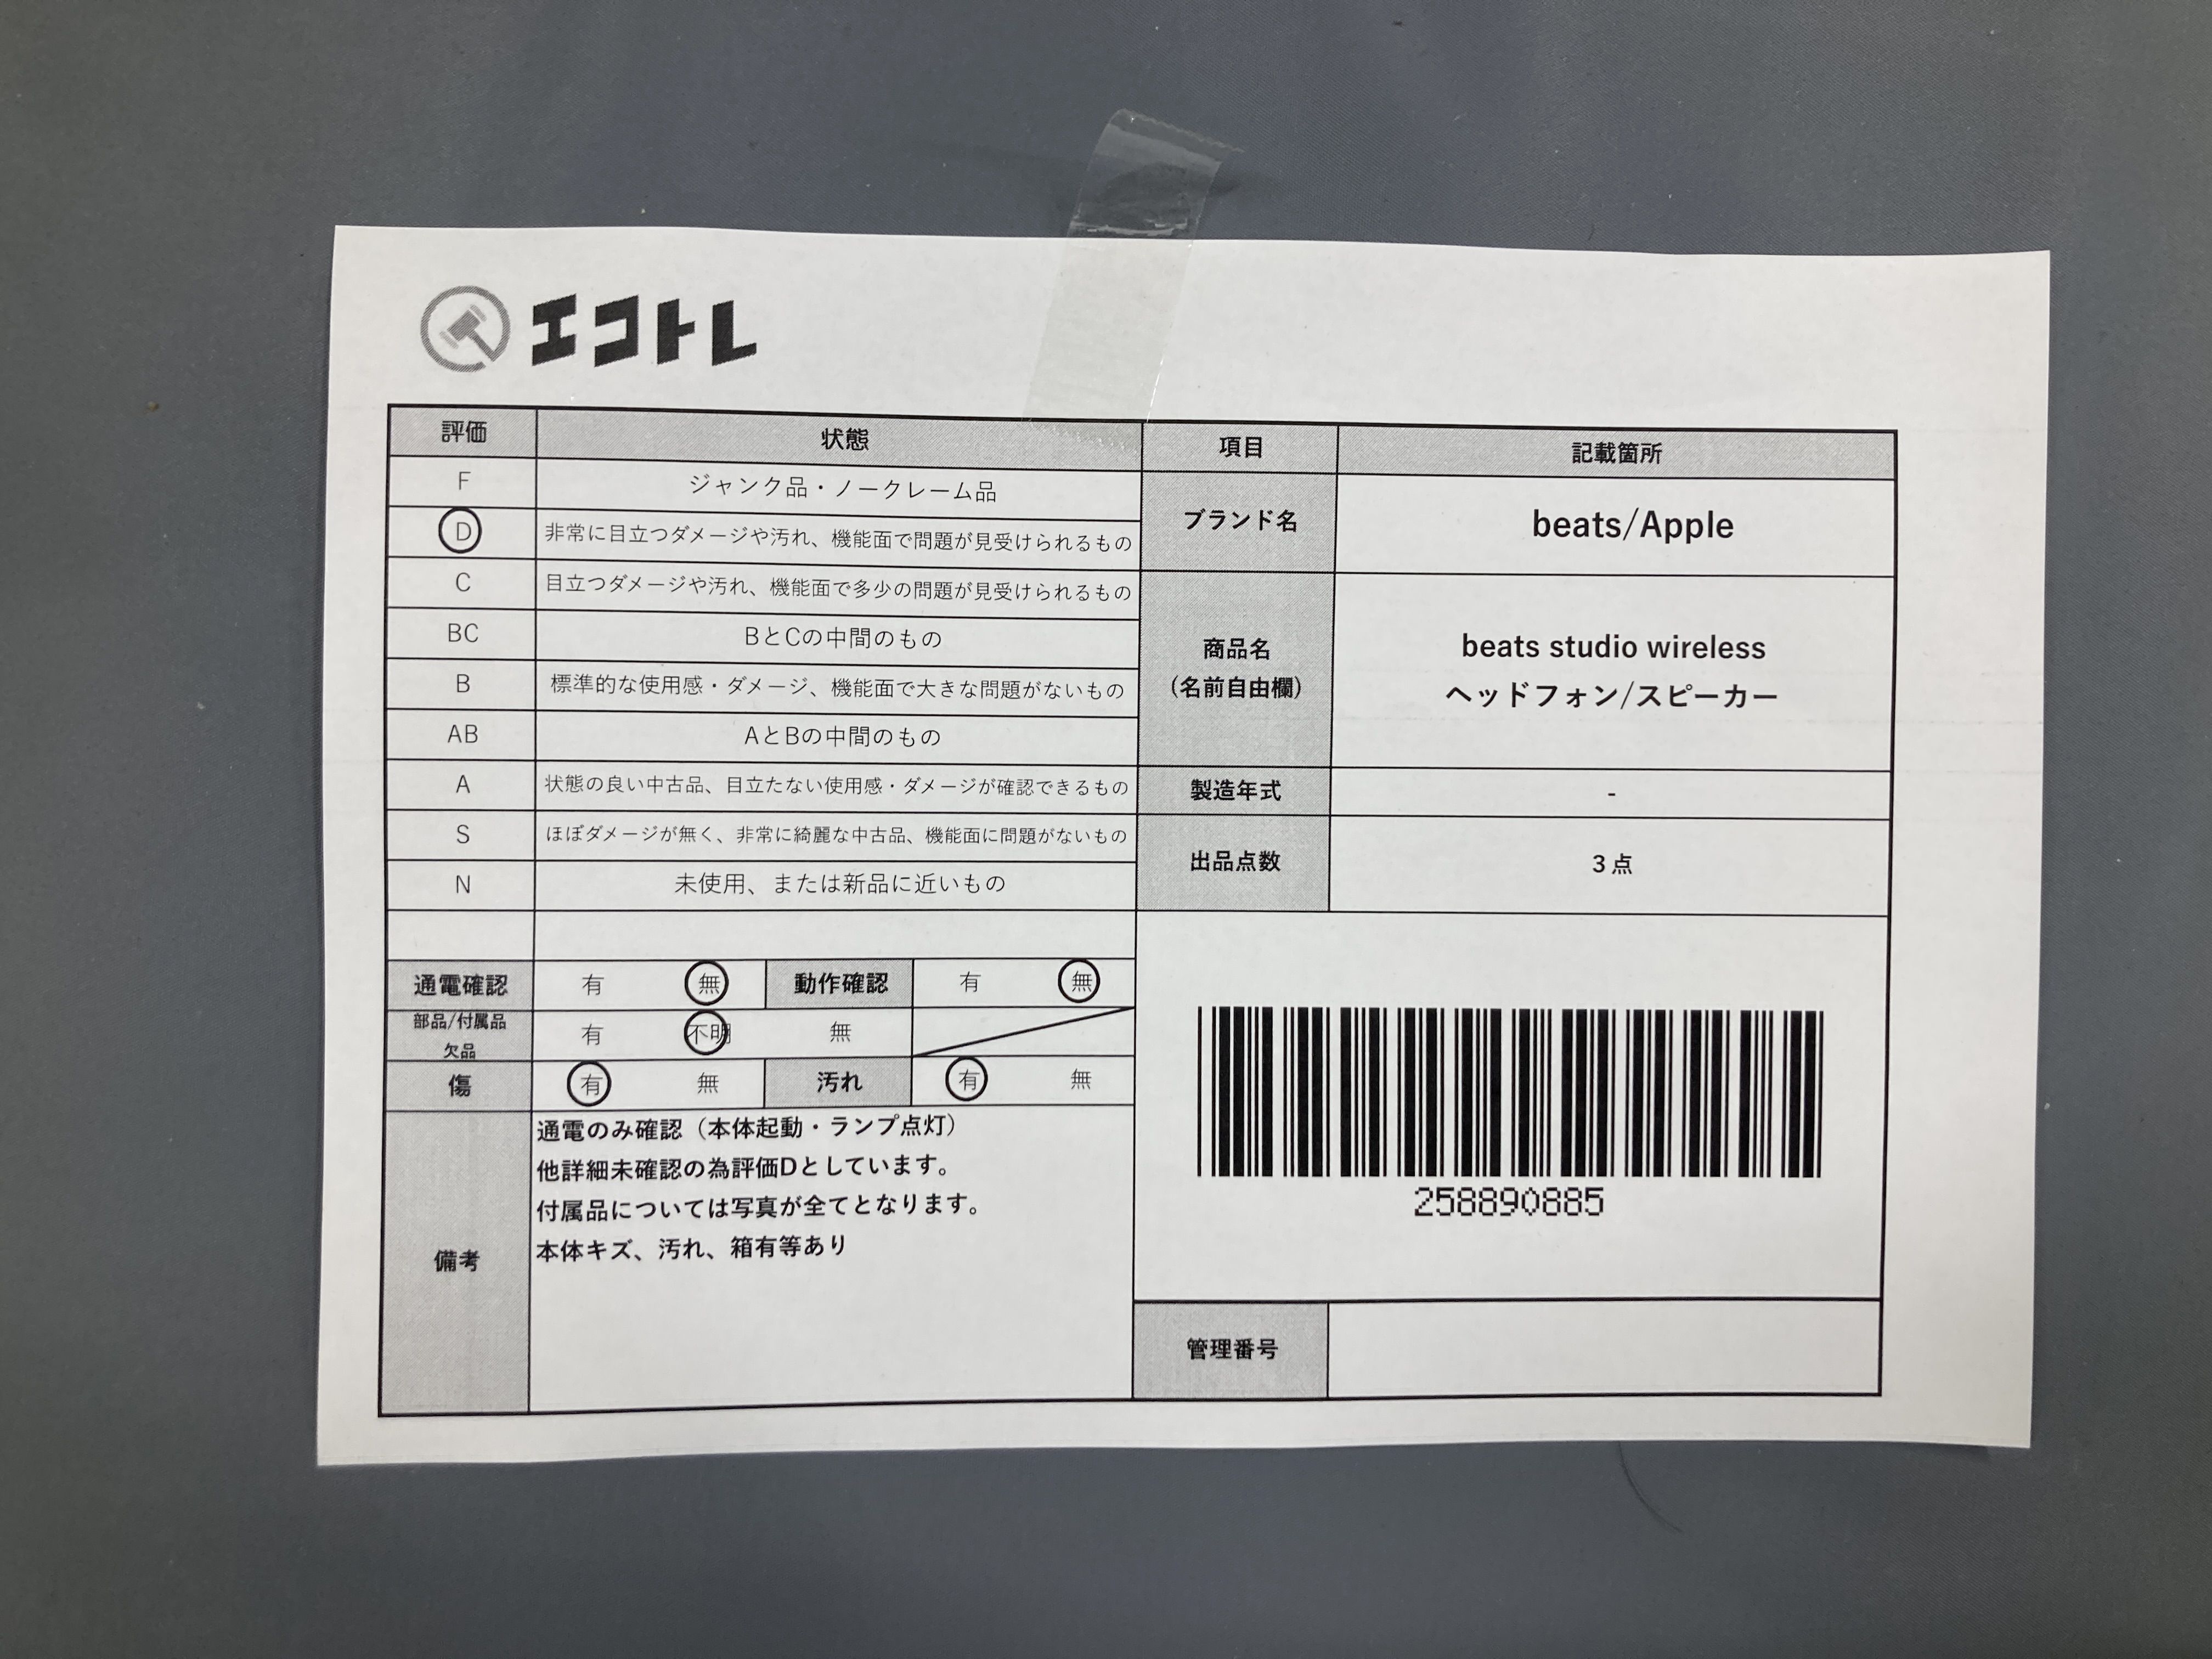 エコトレ
評価 状態 項目 記載箇所
F ジャンク品・ノークレーム品
D 非常に目立つダメージや汚れ、機能面で問題が見受けられるもの
C 目立つダメージや汚れ、機能面で多少の問題が見受けられるもの
BC BとCの中間のもの
B 標準的な使用感・ダメージ、機能面で大きな問題がないもの
AB AとBの中間のもの
A 状態の良い中古品、目立たない使用感・ダメージが確認できるもの
S ほぼダメージが無く、非常に綺麗な中古品、機能面に問題がないもの
N 未使用、または新品に近いもの
ブランド名 beats/Apple
商品名
(名前自由欄)
beats studio wireless
ヘッドフォン/スピーカー
製造年式 -
出品点数 3点
通電確認 有 無 動作確認 有 無
部品/付属品
欠品
有 不明 無
傷 有 無 汚れ 有 無
備考
通電のみ確認（本体起動・ランプ点灯）
他詳細未確認の為評価Dとしています。
付属品については写真が全てとなります。
本体キズ、汚れ、箱有等あり
258890885
管理番号